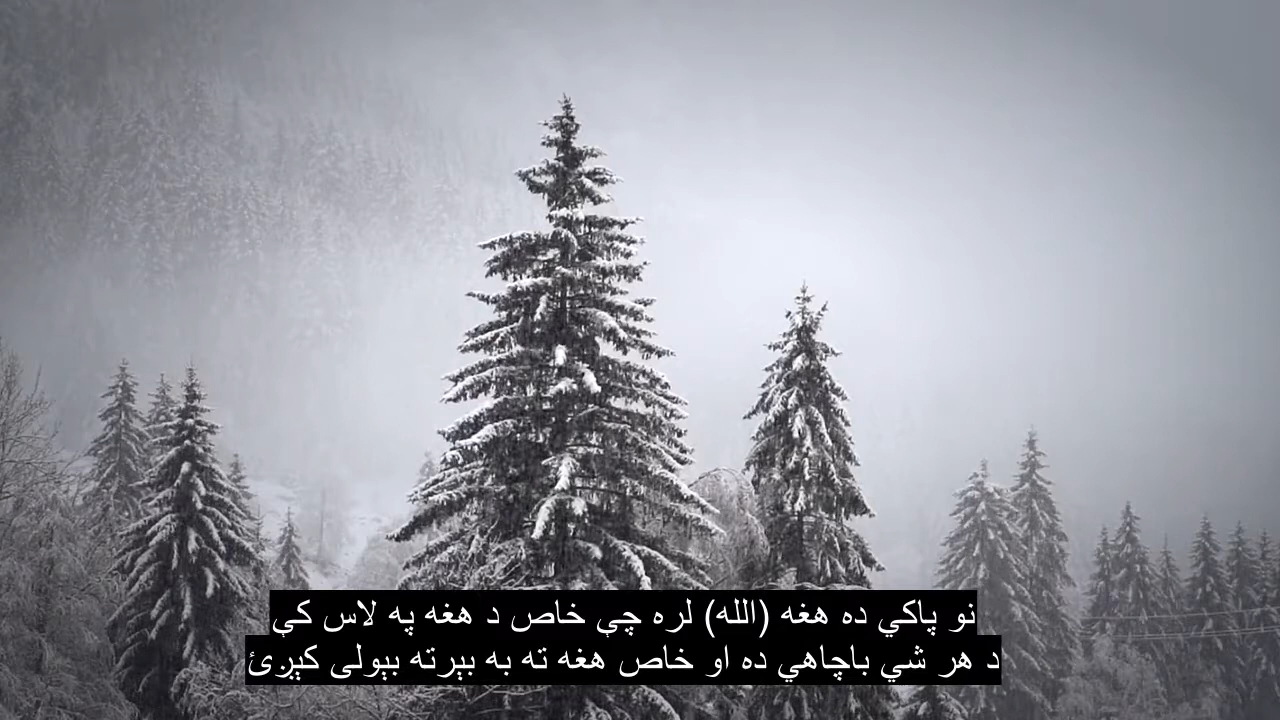 نو پاکي ده هغه (الله) لره چې خاص د هغه په لاس کې
د هر شي باچاهي ده او خاص هغه ته به بېرته بېولی کېږئ